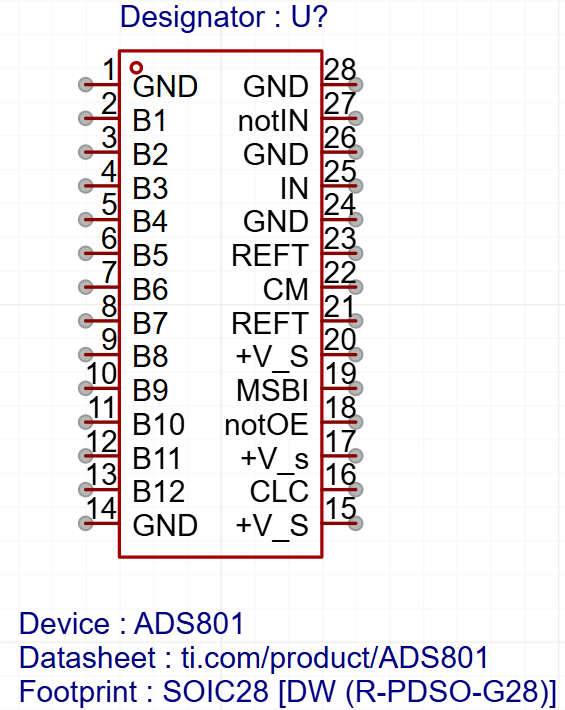 Designator : U?
1 GND GND 28
2 B1 notIN 27
3 B2 GND 26
4 B3 IN 25
5 B4 GND 24
6 B5 REFT 23
7 B6 CM 22
8 B7 REFT 21
9 B8 +V_S 20
10 B9 MSBI 19
11 B10 notOE 18
12 B11 +V_s 17
13 B12 CLC 16
14 GND +V_S 15
Device : ADS801
Datasheet : ti.com/product/ADS801
Footprint : SOIC28 [DW (R-PDSO-G28)]